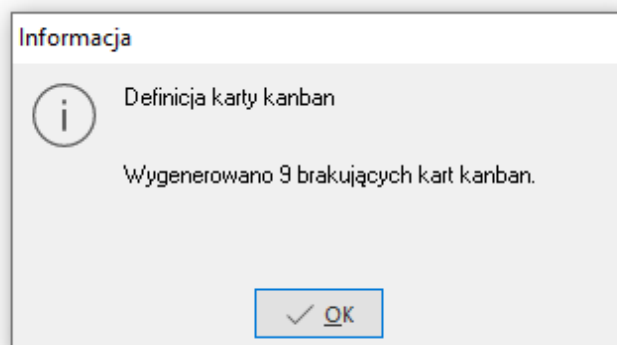 Informacja
Definicja karty kanban
Wygenerowano 9 brakujących kart kanban.
OK